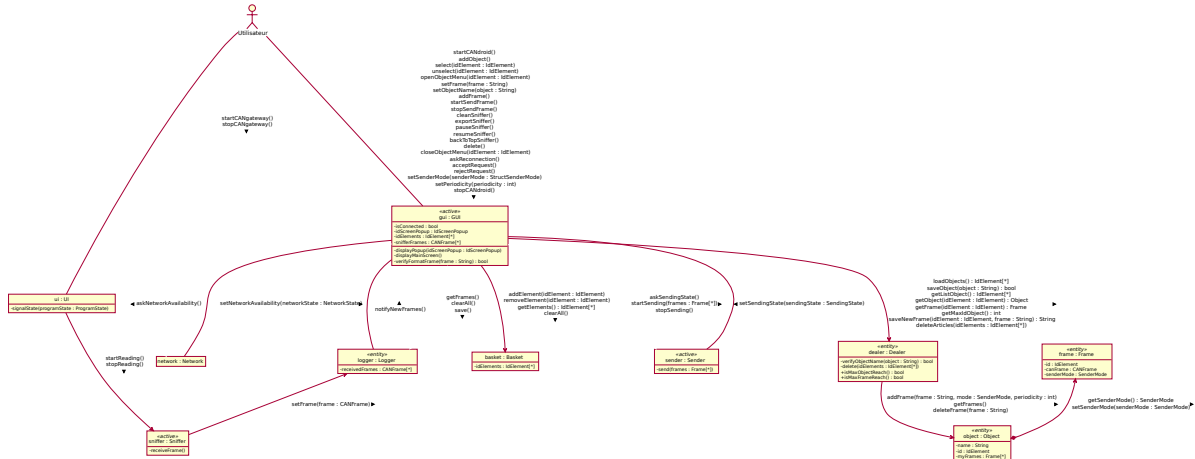 Utilisateur
startCANgateway()
stopCANgateway()
startCANdroid()
addObject()
select(idElement : IdElement)
unselect(idElement : IdElement)
openObjectMenu(idElement : IdElement)
setFrame(frame : String)
setObjectName(object : String)
addFrame()
startSendFrame()
stopSendFrame()
cleanSniffer()
exportSniffer()
pauseSniffer()
resumeSniffer()
backToTopSniffer()
delete()
closeObjectMenu(idElement : IdElement)
askReconnection()
acceptRequest()
rejectRequest()
setSenderMode(senderMode : StructSenderMode)
setPeriodicity(periodicity : int)
stopCANdroid()
«active»
gui : GUI
-isConnected : bool
-idScreenPopup : IdScreenPopup
-idElements : IdElement[*]
-snifferFrames : CANFrame[*]
-displayPopup(idScreenPopup : IdScreenPopup)
-displayMainScreen()
-verifyFormatFrame(frame : String) : bool
ui : UI
-signalState(programState : ProgramState)
askNetworkAvailability()
setNetworkAvailability(networkState : NetworkState)
notifyNewFrames()
getFrames()
clearAll()
save()
addElement(idElement : IdElement)
removeElement(idElement : IdElement)
getElements() : IdElement[*]
clearAll()
askSendingState()
startSending(frames : Frame[*])
stopSending()
setSendingState(sendingState : SendingState)
loadObjects() : IdElement[*]
saveObject(object : String) : bool
getListObject() : IdElement[*]
getObject(idElement : IdElement) : Object
getFrame(idElement : IdElement) : Frame
getMaxIdObject() : int
saveNewFrame(idElement : IdElement, frame : String) : String
deleteArticles(idElements : IdElement[*])
startReading()
stopReading()
network : Network
«entity»
logger : Logger
-receivedFrames : CANFrame[*]
basket : Basket
-idElements : IdElement[*]
«active»
sender : Sender
-send(frames : Frame[*])
«entity»
dealer : Dealer
-verifyObjectName(object : String) : bool
-delete(idElements : IdElement[*])
+isMaxObjectReach() : bool
+isMaxFrameReach() : bool
«entity»
frame : Frame
-id : IdElement
-canFrame : CANFrame
-senderMode : SenderMode
setFrame(frame : CANFrame)
addFrame(frame : String, mode : SenderMode, periodicity : int)
getFrames()
deleteFrame(frame : String)
getSenderMode() : SenderMode
setSenderMode(senderMode : SenderMode)
«active»
sniffer : Sniffer
-receiveFrame()
«entity»
object : Object
-name : String
-id : IdElement
-myFrames : Frame[*]